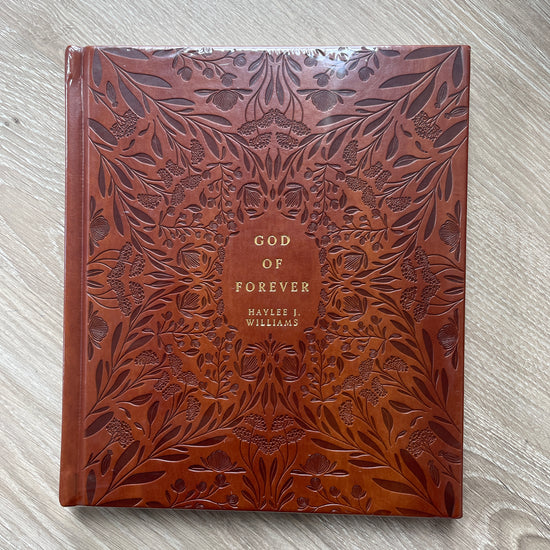 GOD
OF
FOREVER
HAYLEE J.
WILLIAMS